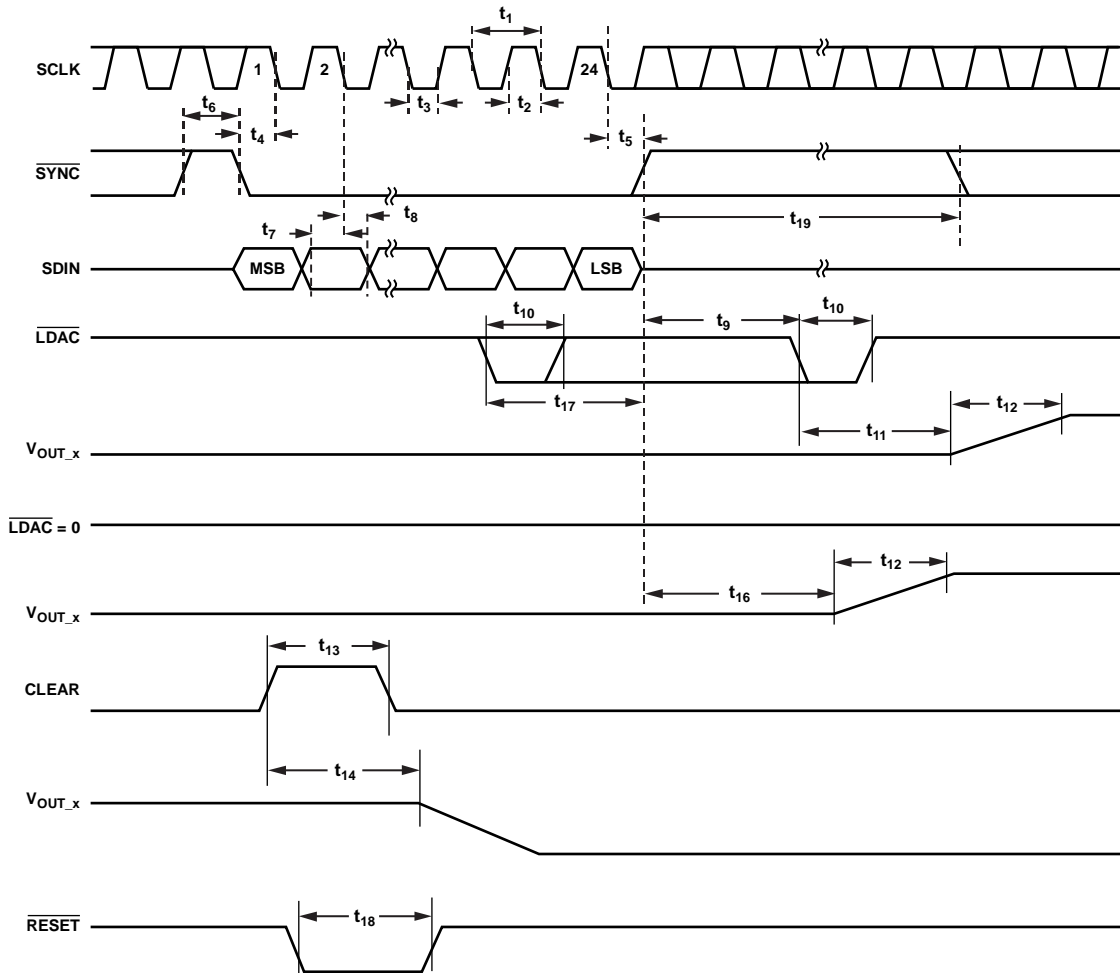 t1
SCLK
1
2
24
t6
t4
t3
t2
t5
SYNC
t7
t8
t19
SDIN
MSB
LSB
t10
t9
t10
LDAC
t17
t11
t12
VOUT_x
LDAC = 0
t12
t16
VOUT_x
t13
CLEAR
t14
VOUT_x
t18
RESET